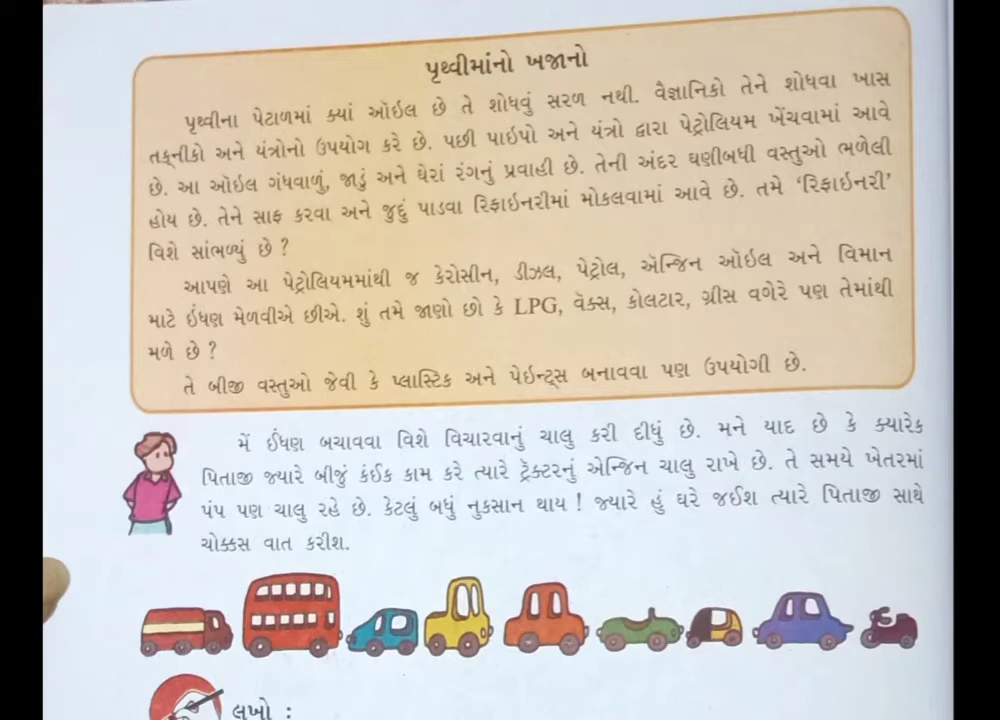 પૃથ્વીમાંનો ખજાનો
પૃથ્વીના પેટાળમાં ક્યાં ઑઇલ છે તે શોધવું સરળ નથી. વૈજ્ઞાનિકો તેને શોધવા ખાસ
તક્નીકો અને યંત્રોનો ઉપયોગ કરે છે. પછી પાઇપો અને યંત્રો દ્વારા પેટ્રોલિયમ ખેંચવામાં આવે
છે. આ ઑઇલ ગંધવાળું, જાડું અને ઘેરાં રંગનું પ્રવાહી છે. તેની અંદર ઘણીબધી વસ્તુઓ ભળેલી
હોય છે. તેને સાફ કરવા અને જુદું પાડવા રિફાઇનરીમાં મોકલવામાં આવે છે. તમે ‘રિફાઇનરી’
વિશે સાંભળ્યું છે ?
આપણે આ પેટ્રોલિયમમાંથી જ કેરોસીન, ડીઝલ, પેટ્રોલ, ઍન્જિન ઑઇલ અને વિમાન
માટે ઇંધણ મેળવીએ છીએ. શું તમે જાણો છો કે LPG, વૅક્સ, કોલટાર, ગ્રીસ વગેરે પણ તેમાંથી
મળે છે ?
તે બીજી વસ્તુઓ જેવી કે પ્લાસ્ટિક અને પેઇન્ટ્સ બનાવવા પણ ઉપયોગી છે.
મેં ઈંધણ બચાવવા વિશે વિચારવાનું ચાલુ કરી દીધું છે. મને યાદ છે કે ક્યારેક
પિતાજી જ્યારે બીજું કંઈક કામ કરે ત્યારે ટ્રૅક્ટરનું એન્જિન ચાલુ રાખે છે. તે સમયે ખેતરમાં
પંપ પણ ચાલુ રહે છે. કેટલું બધું નુકસાન થાય ! જ્યારે હું ઘરે જઈશ ત્યારે પિતાજી સાથે
ચોક્કસ વાત કરીશ.
લખો :